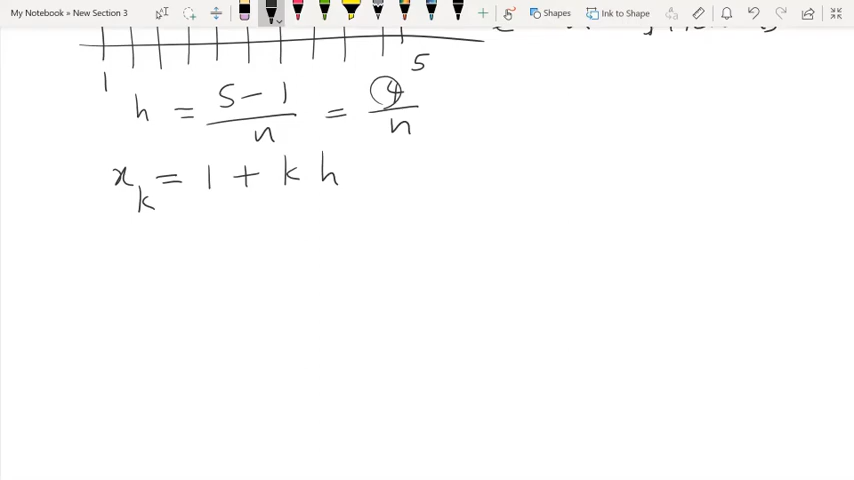 My Notebook » New Section 3
Shapes
Ink to Shape
1
5
h = 5 - 1 / n = 4 / n
x_k = 1 + k h